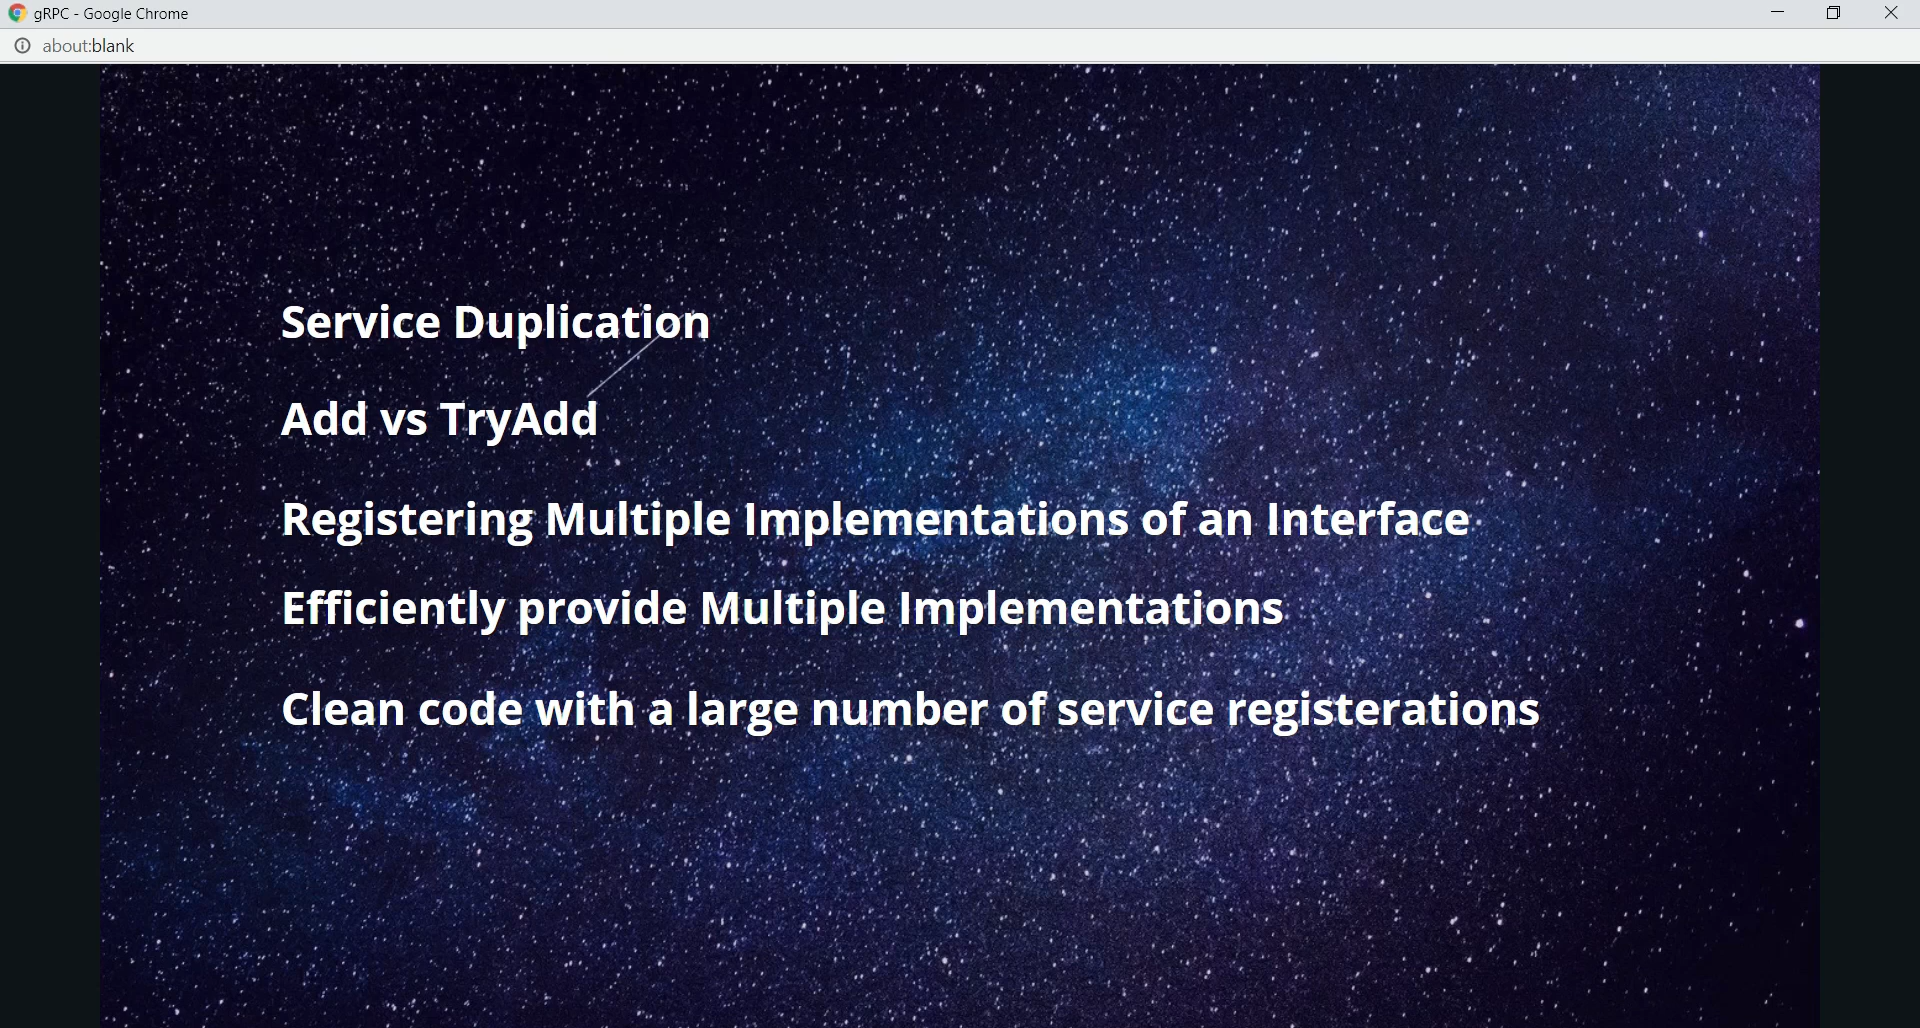 gRPC - Google Chrome
about:blank
Service Duplication
Add vs TryAdd
Registering Multiple Implementations of an Interface
Efficiently provide Multiple Implementations
Clean code with a large number of service registerations